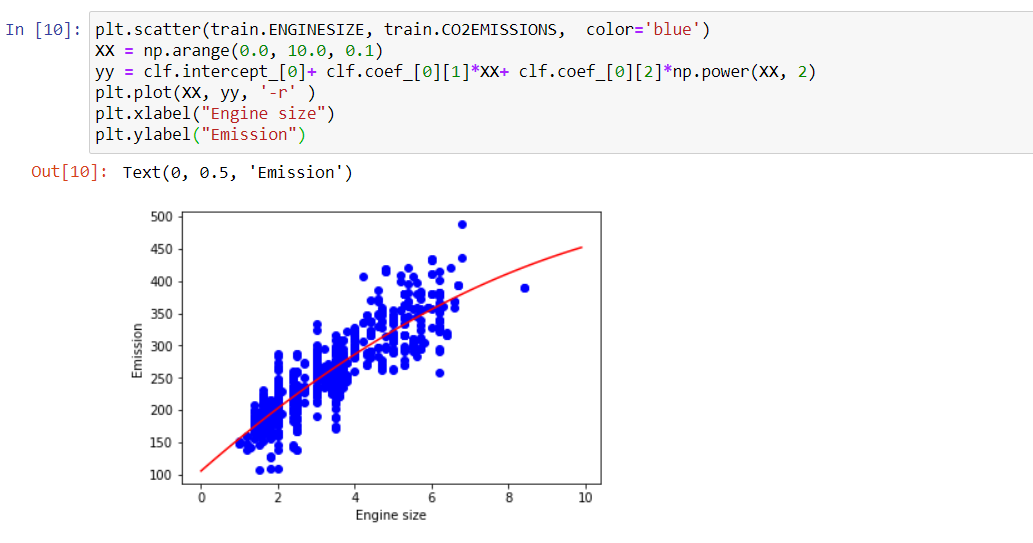 In [10]: plt.scatter(train.ENGINESIZE, train.CO2EMISSIONS,  color='blue')
XX = np.arange(0.0, 10.0, 0.1)
yy = clf.intercept_[0]+ clf.coef_[0][1]*XX+ clf.coef_[0][2]*np.power(XX, 2)
plt.plot(XX, yy, '-r' )
plt.xlabel("Engine size")
plt.ylabel("Emission")
Out[10]: Text(0, 0.5, 'Emission')
500
450
400
350
300
250
200
150
100
Emission
0 2 4 6 8 10
Engine size